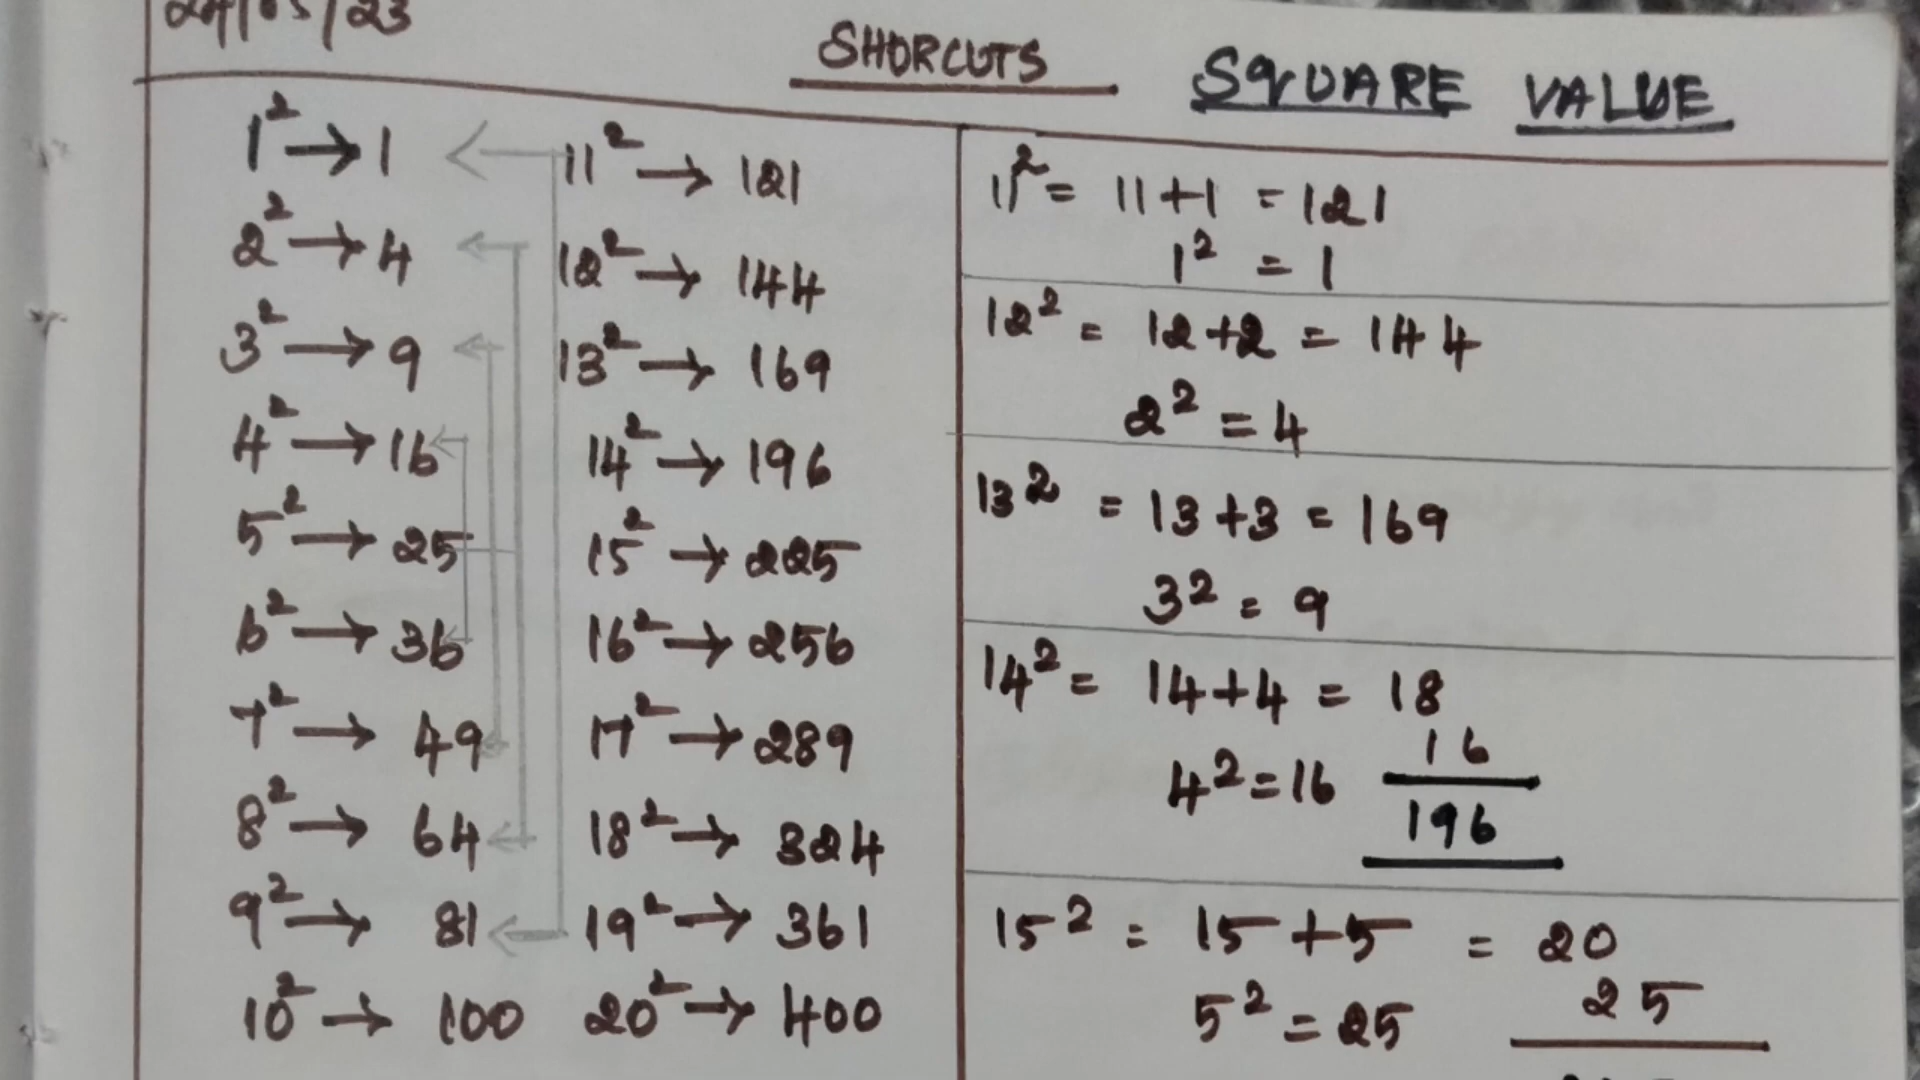 SHORCUTS SQUARE VALUE
1² → 1
2² → 4
3² → 9
4² → 16
5² → 25
6² → 36
7² → 49
8² → 64
9² → 81
10² → 100
11² → 121
12² → 144
13² → 169
14² → 196
15² → 225
16² → 256
17² → 289
18² → 324
19² → 361
20² → 400
11² = 11+1 = 121
1² = 1
12² = 12+2 = 144
2² = 4
13² = 13+3 = 169
3² = 9
14² = 14+4 = 18
4² = 16 16
196
15² = 15+5 = 20
5² = 25 25